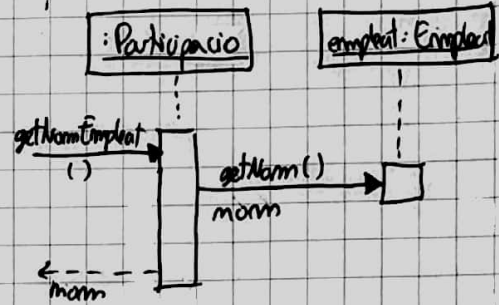 :Participacio
empleat: Empleat
getNomEmpleat
()
getNom()
nom
nom